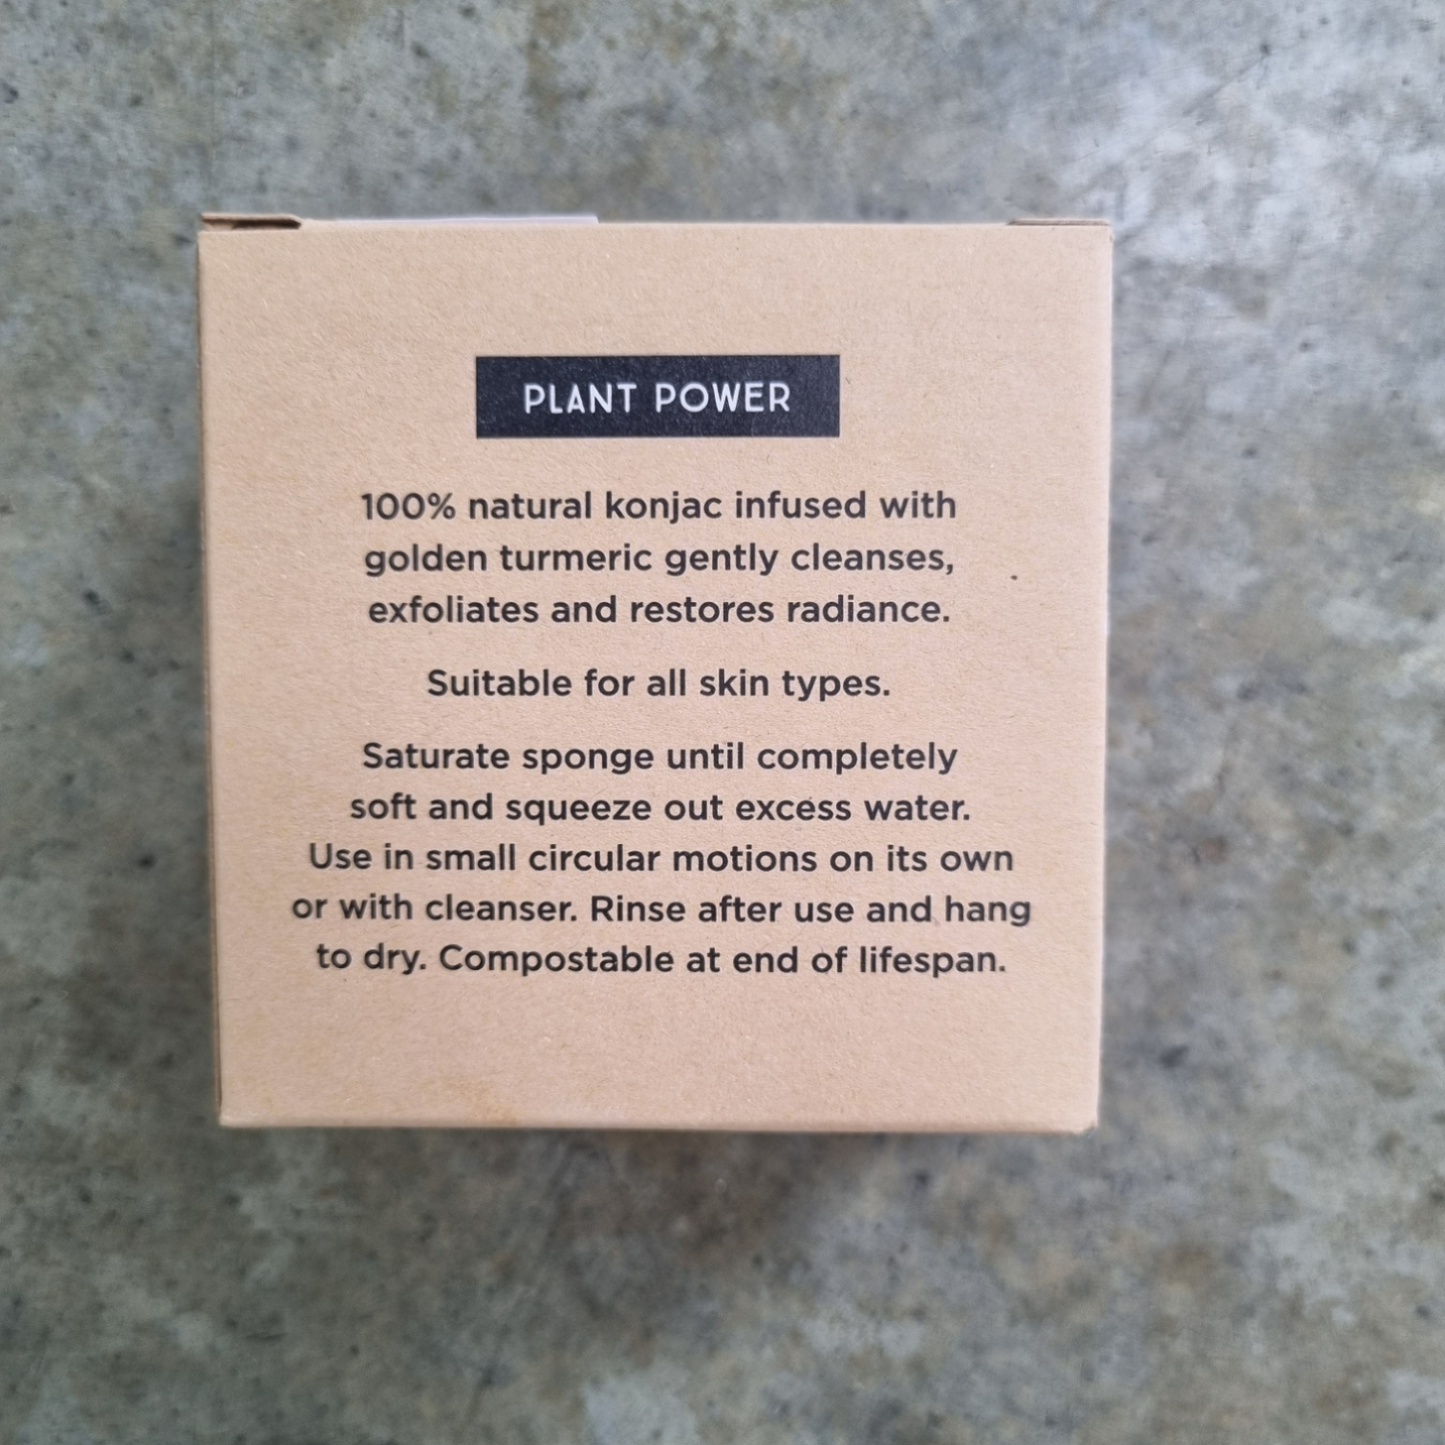 PLANT POWER
100% natural konjac infused with
golden turmeric gently cleanses,
exfoliates and restores radiance.
Suitable for all skin types.
Saturate sponge until completely
soft and squeeze out excess water.
Use in small circular motions on its own
or with cleanser. Rinse after use and hang
to dry. Compostable at end of lifespan.